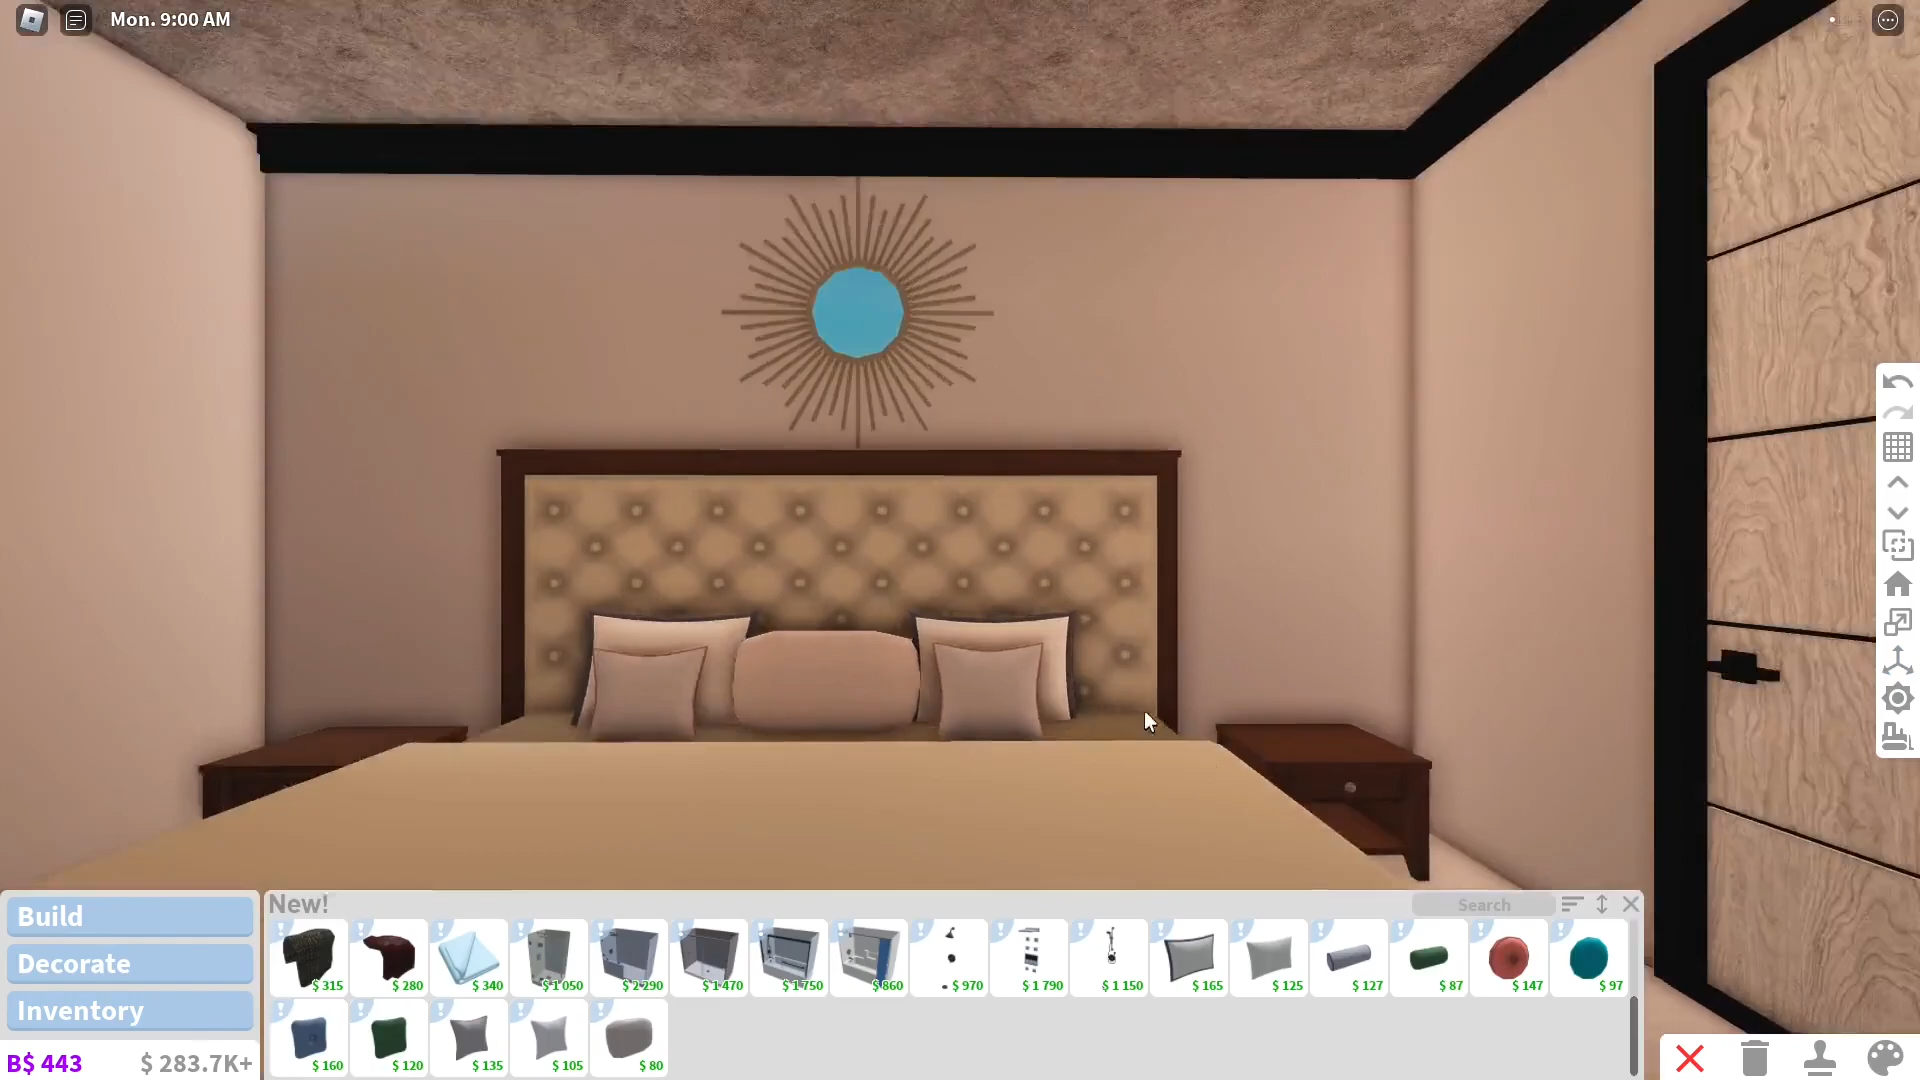 Mon. 9:00 AM
Build
Decorate
Inventory
B$ 443 $ 283.7K+
New!
Search
$ 315 $ 280 $ 340 $ 1 050 $ 2 290 $ 1 470 $ 1 750 $ 860 $ 970 $ 1 790 $ 1 150 $ 165 $ 125 $ 127 $ 87 $ 147 $ 97
$ 160 $ 120 $ 135 $ 105 $ 80